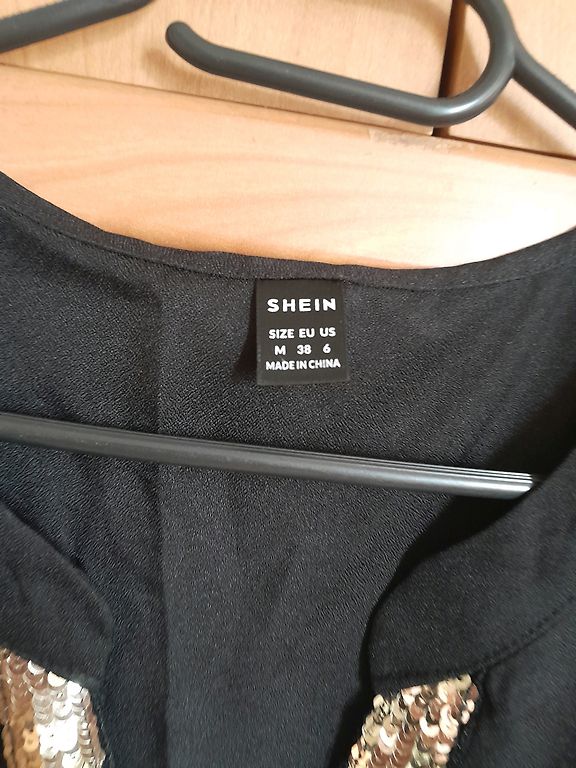 SHEIN
SIZE EU US
M 38 6
MADE IN CHINA